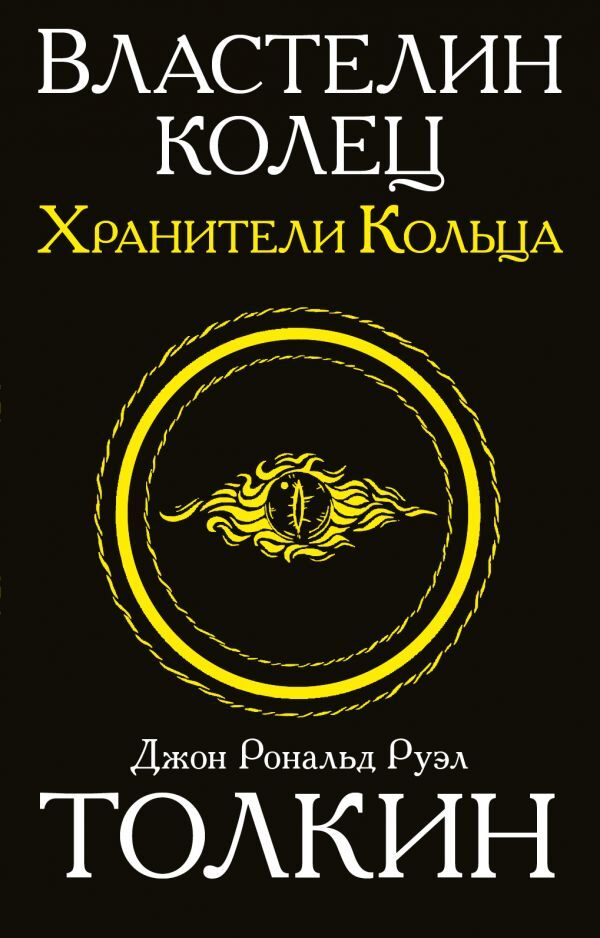 Властелин
Колец
Хранители Кольца
Джон Рональд Руэл
ТОЛКИН